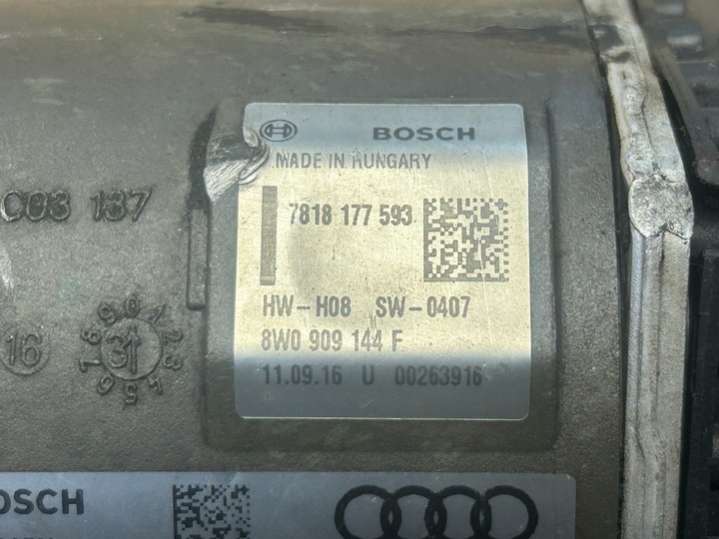 BOSCH
MADE IN HUNGARY
7818 177 593
HW-H08 SW-0407
8W0 909 144 F
11.09.16 U 00263916
C03 137
16
31
BOSCH